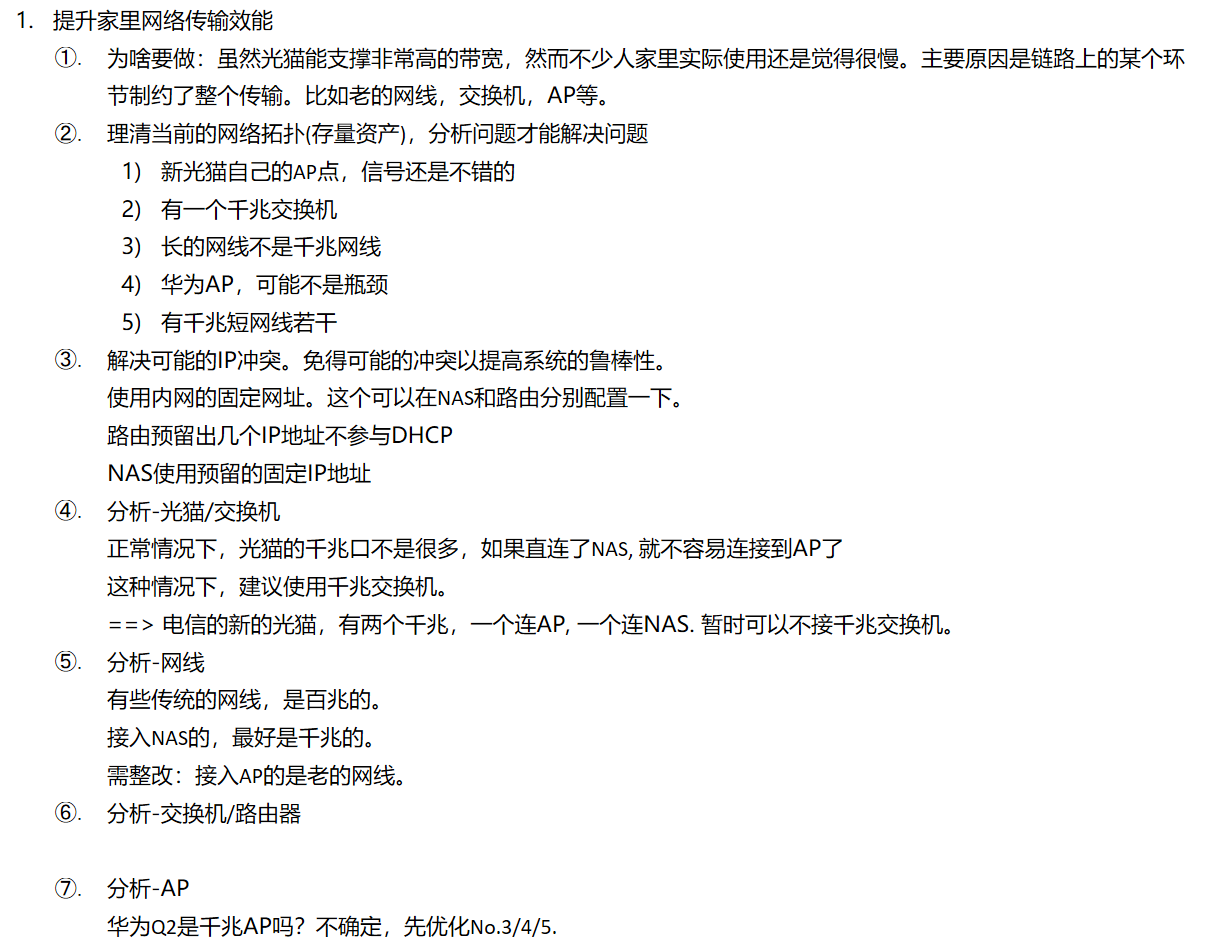 1. 提升家里网络传输效能
①. 为啥要做：虽然光猫能支撑非常高的带宽，然而不少人家里实际使用还是觉得很慢。主要原因是链路上的某个环
节制约了整个传输。比如老的网线，交换机，AP等。
②. 理清当前的网络拓扑(存量资产)，分析问题才能解决问题
1) 新光猫自己的AP点，信号还是不错的
2) 有一个千兆交换机
3) 长的网线不是千兆网线
4) 华为AP，可能不是瓶颈
5) 有千兆短网线若干
③. 解决可能的IP冲突。免得可能的冲突以提高系统的鲁棒性。
使用内网的固定网址。这个可以在NAS和路由分别配置一下。
路由预留出几个IP地址不参与DHCP
NAS使用预留的固定IP地址
④. 分析-光猫/交换机
正常情况下，光猫的千兆口不是很多，如果直连了NAS, 就不容易连接到AP了
这种情况下，建议使用千兆交换机。
==> 电信的新的光猫，有两个千兆，一个连AP, 一个连NAS. 暂时可以不接千兆交换机。
⑤. 分析-网线
有些传统的网线，是百兆的。
接入NAS的，最好是千兆的。
需整改：接入AP的是老的网线。
⑥. 分析-交换机/路由器
⑦. 分析-AP
华为Q2是千兆AP吗？不确定，先优化No.3/4/5.